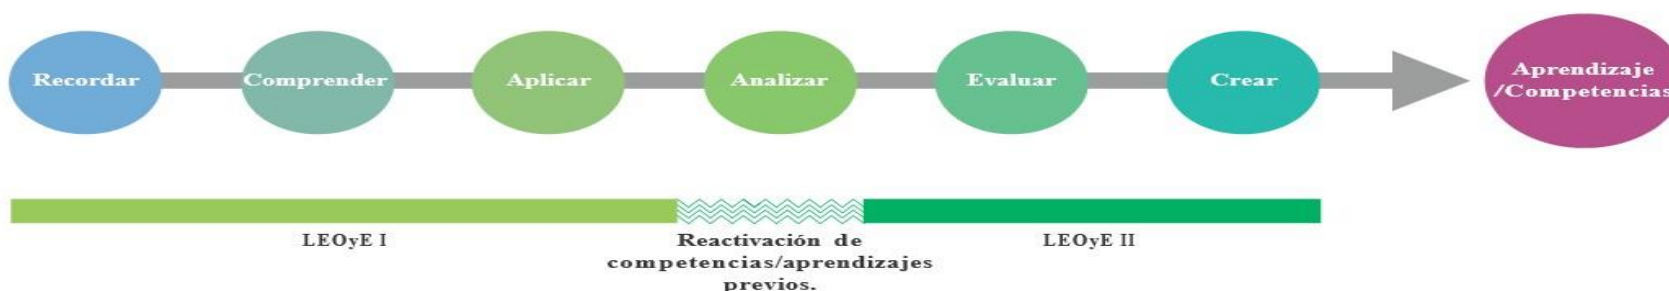 Recordar
Comprender
Aplicar
Analizar
Evaluar
Crear
Aprendizaje
/Competencias
LEOyE I
Reactivación de
competencias/aprendizajes
previos.
LEOyE II